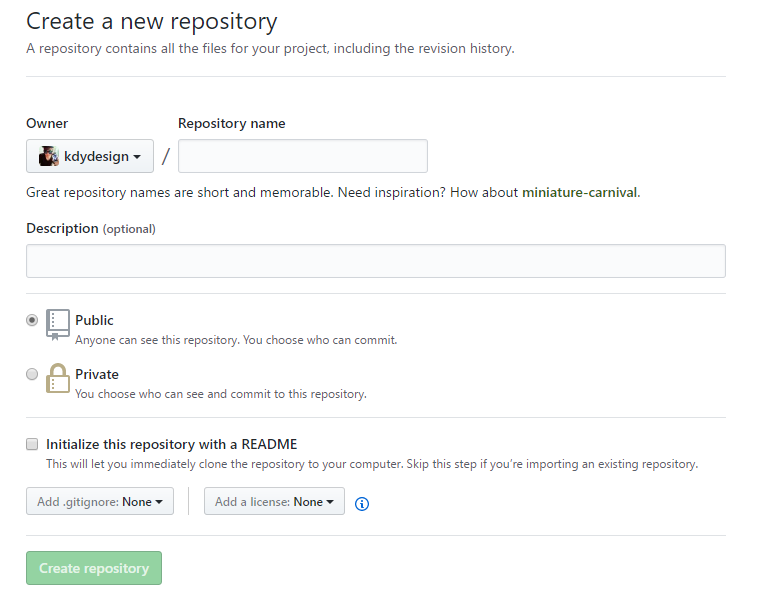 Create a new repository
A repository contains all the files for your project, including the revision history.
Owner Repository name
kdydesign /
Great repository names are short and memorable. Need inspiration? How about miniature-carnival.
Description (optional)
Public
Anyone can see this repository. You choose who can commit.
Private
You choose who can see and commit to this repository.
Initialize this repository with a README
This will let you immediately clone the repository to your computer. Skip this step if you’re importing an existing repository.
Add .gitignore: None Add a license: None
Create repository